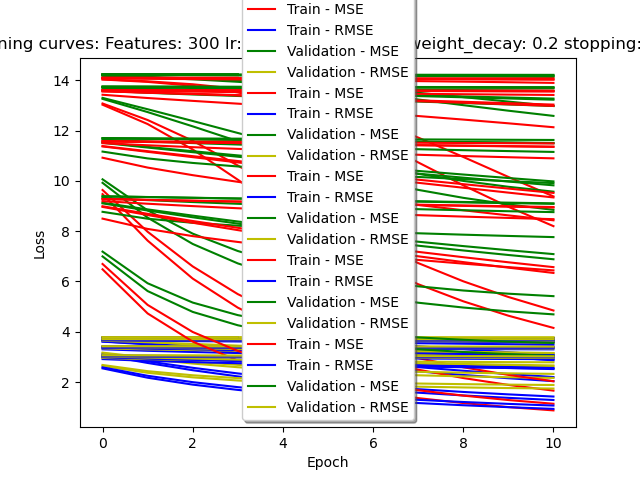 Train - MSE
Train - RMSE
ning curves: Features: 300 lr: weight_decay: 0.2 stopping:
Validation - MSE
Validation - RMSE
Train - MSE
Train - RMSE
Validation - MSE
Validation - RMSE
Train - MSE
Train - RMSE
Validation - MSE
Validation - RMSE
Train - MSE
Train - RMSE
Validation - MSE
Validation - RMSE
Train - MSE
Train - RMSE
Validation - MSE
Validation - RMSE
Loss
14
12
10
8
6
4
2
0 2 4 6 8 10
Epoch